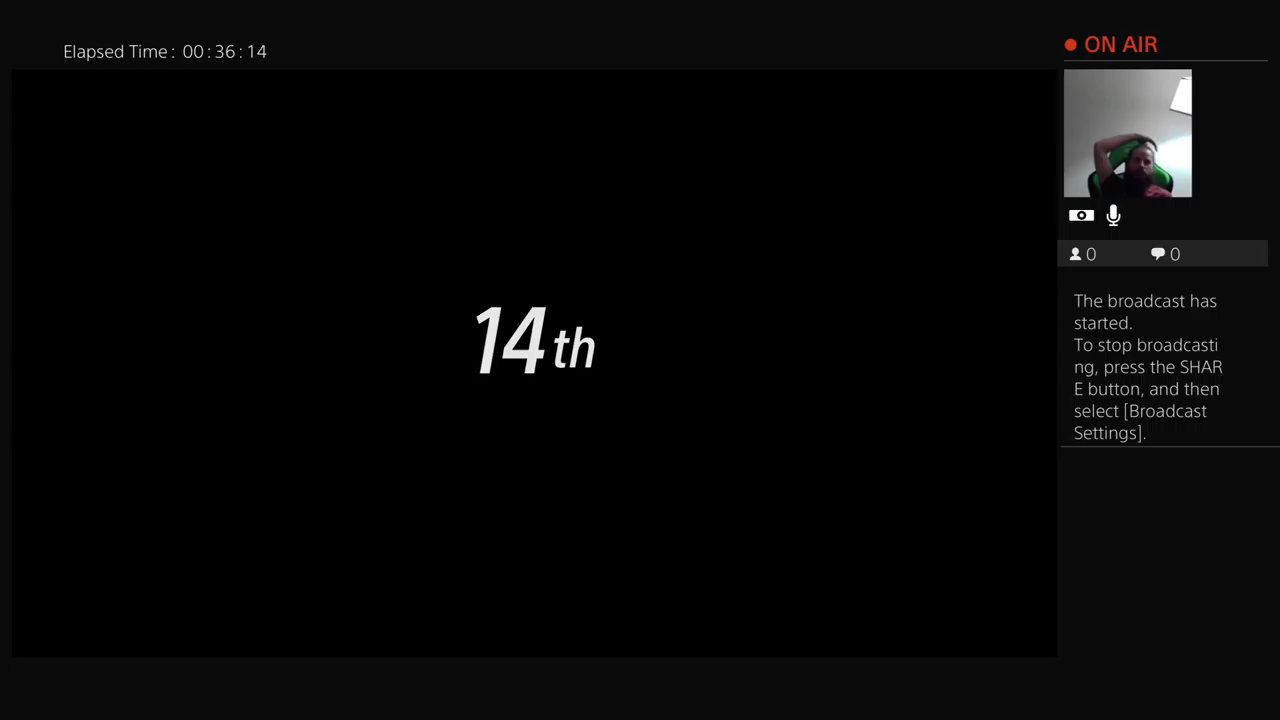 Elapsed Time: 00:36:14
ON AIR
0 0
14th
The broadcast has
started.
To stop broadcasti
ng, press the SHAR
E button, and then
select [Broadcast
Settings].